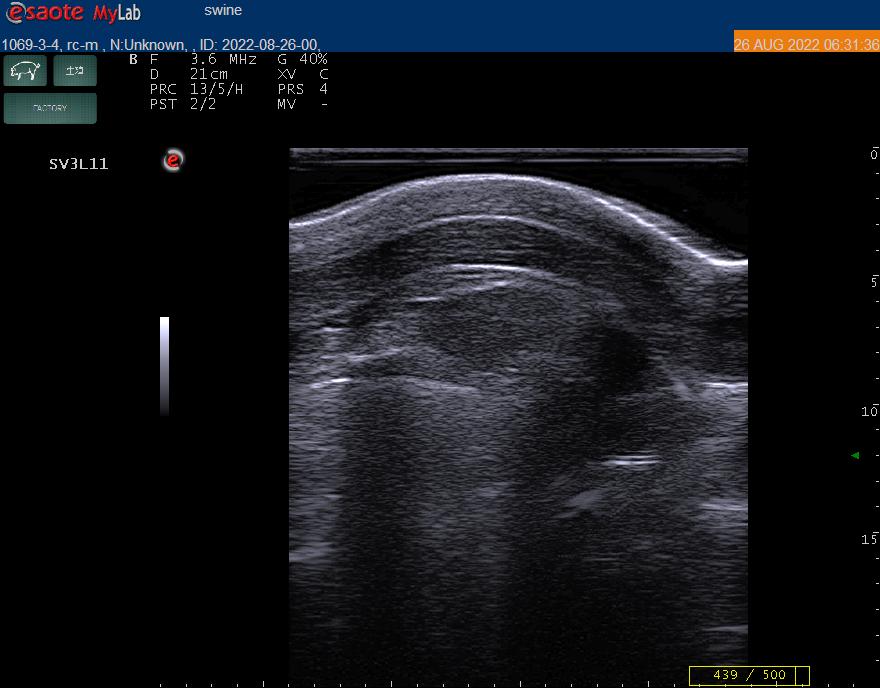 esaote MyLab
swine
1069-3-4, rc-m , N:Unknown, , ID: 2022-08-26-00,
26 AUG 2022 06:31:36
B F 3.6 MHz G 40%
D 21cm XV C
PRC 13/5/H PRS 4
PST 2/2 MV -
FACTORY
SV3L11
e
0
5
10
15
439 / 500